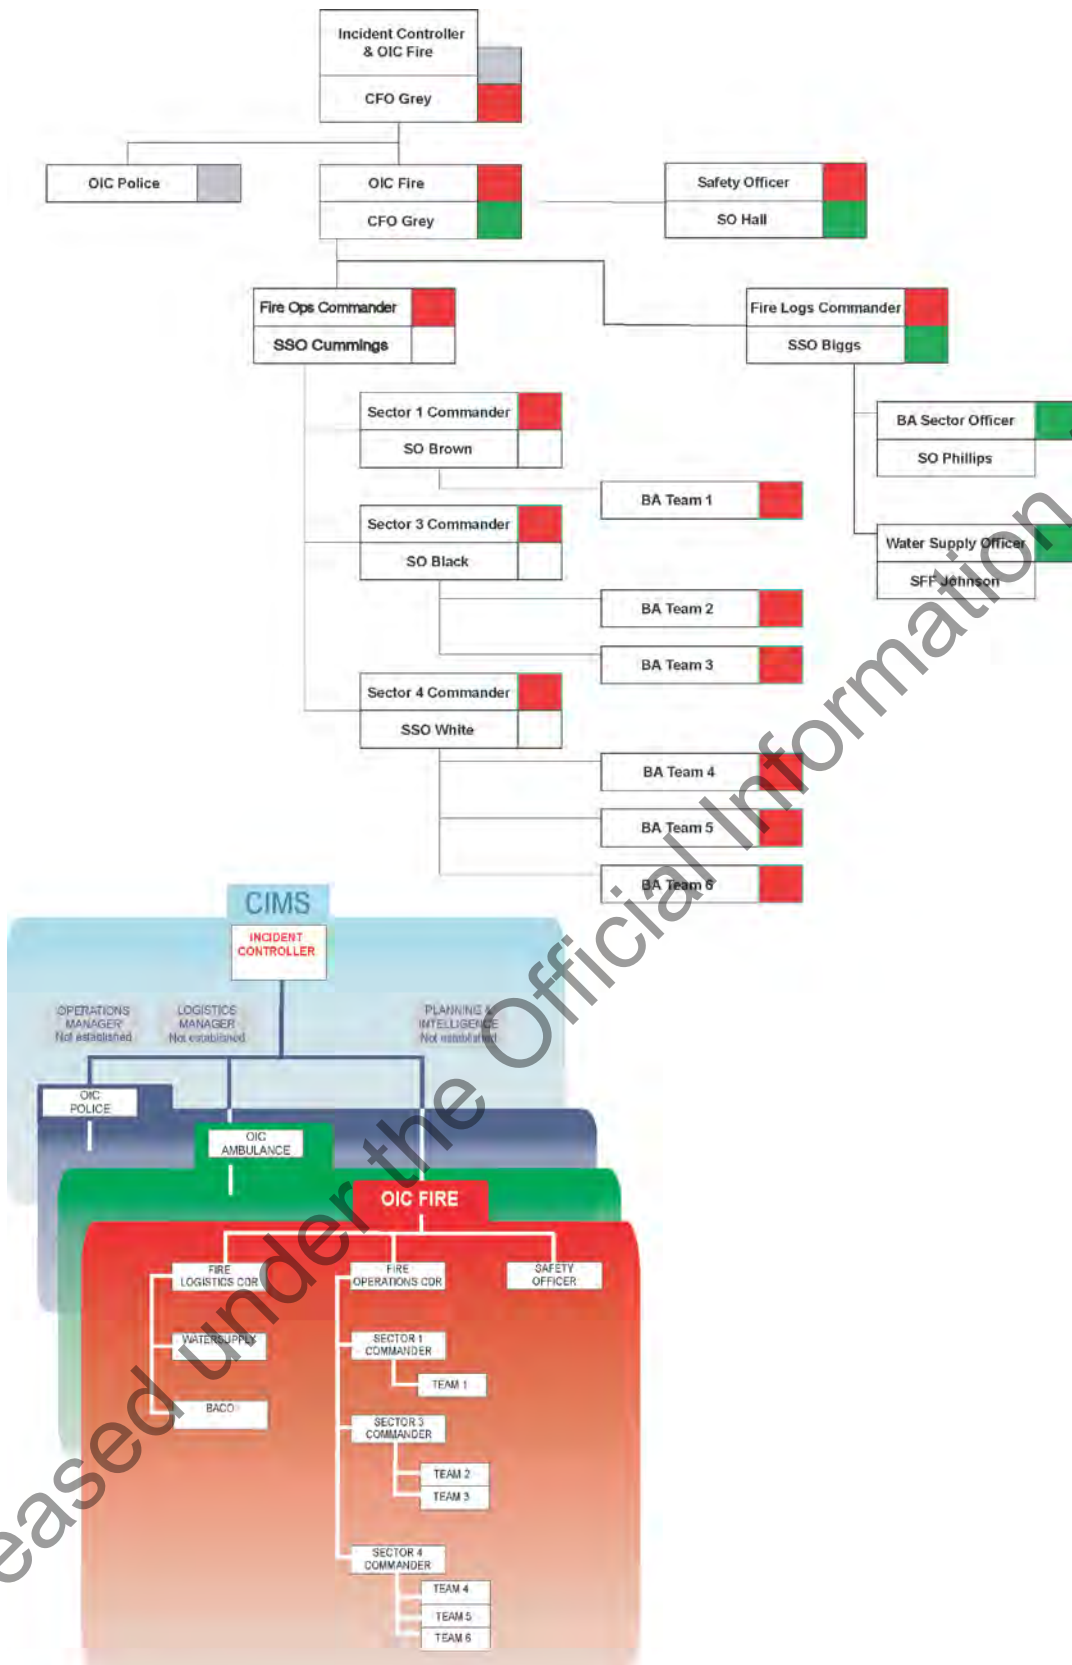 Incident Controller
& OIC Fire
CFO Grey
OIC Police
OIC Fire
CFO Grey
Safety Officer
SO Hall
Fire Ops Commander
SSO Cummings
Fire Logs Commander
SSO Biggs
Sector 1 Commander
SO Brown
BA Sector Officer
SO Phillips
BA Team 1
Sector 3 Commander
SO Black
Water Supply Officer
SFF Johnson
BA Team 2
BA Team 3
Sector 4 Commander
SSO White
BA Team 4
BA Team 5
BA Team 6
CIMS
INCIDENT
CONTROLLER
OPERATIONS
MANAGER
Not established
LOGISTICS
MANAGER
Not established
PLANNING &
INTELLIGENCE
Not established
OIC
POLICE
OIC
AMBULANCE
OIC FIRE
FIRE
LOGISTICS CDR
FIRE
OPERATIONS CDR
SAFETY
OFFICER
WATERSUPPLY
BACO
SECTOR 1
COMMANDER
TEAM 1
SECTOR 3
COMMANDER
TEAM 2
TEAM 3
SECTOR 4
COMMANDER
TEAM 4
TEAM 5
TEAM 6
eased under the Official Information